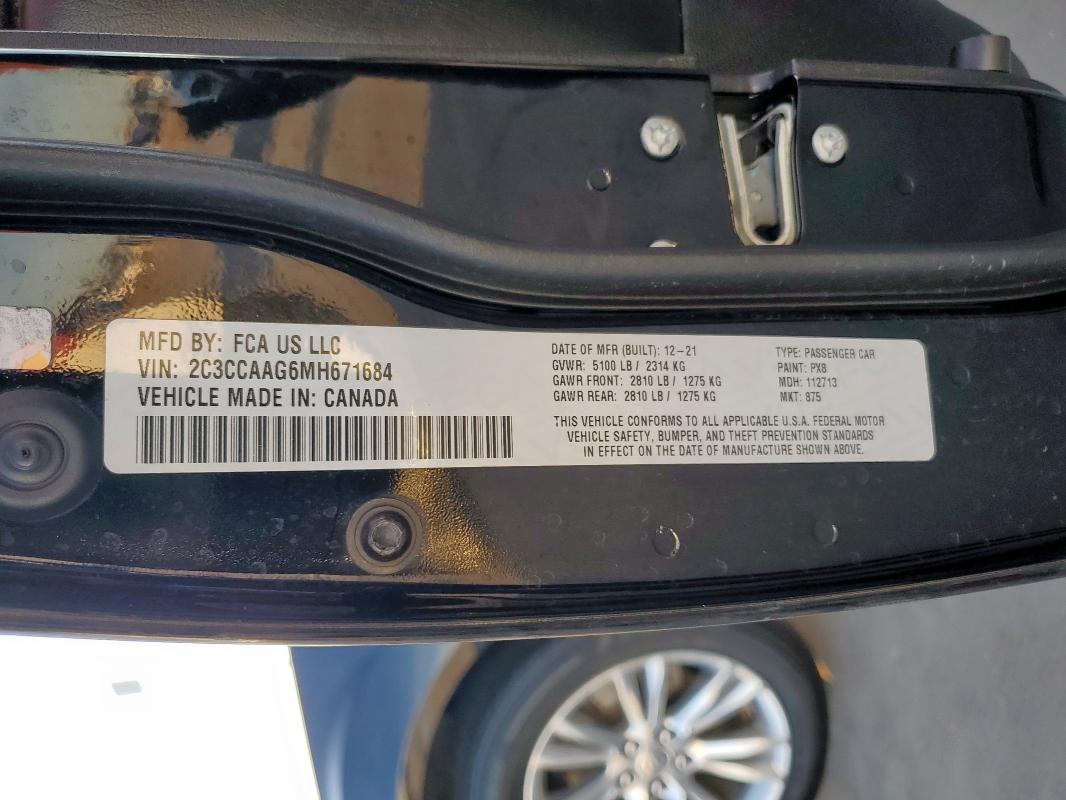 MFD BY: FCA US LLC
VIN: 2C3CCAAG6MH671684
VEHICLE MADE IN: CANADA
DATE OF MFR (BUILT): 12-21
GVWR: 5100 LB / 2314 KG
GAWR FRONT: 2810 LB / 1275 KG
GAWR REAR: 2810 LB / 1275 KG
TYPE: PASSENGER CAR
PAINT: PX8
MDH: 112713
MKT: 875
THIS VEHICLE CONFORMS TO ALL APPLICABLE U.S.A. FEDERAL MOTOR
VEHICLE SAFETY, BUMPER, AND THEFT PREVENTION STANDARDS
IN EFFECT ON THE DATE OF MANUFACTURE SHOWN ABOVE.